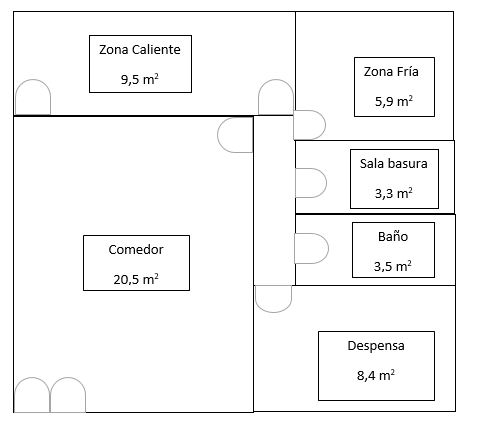 Zona Caliente
9,5 m²
Zona Fría
5,9 m²
Sala basura
3,3 m²
Baño
3,5 m²
Comedor
20,5 m²
Despensa
8,4 m²